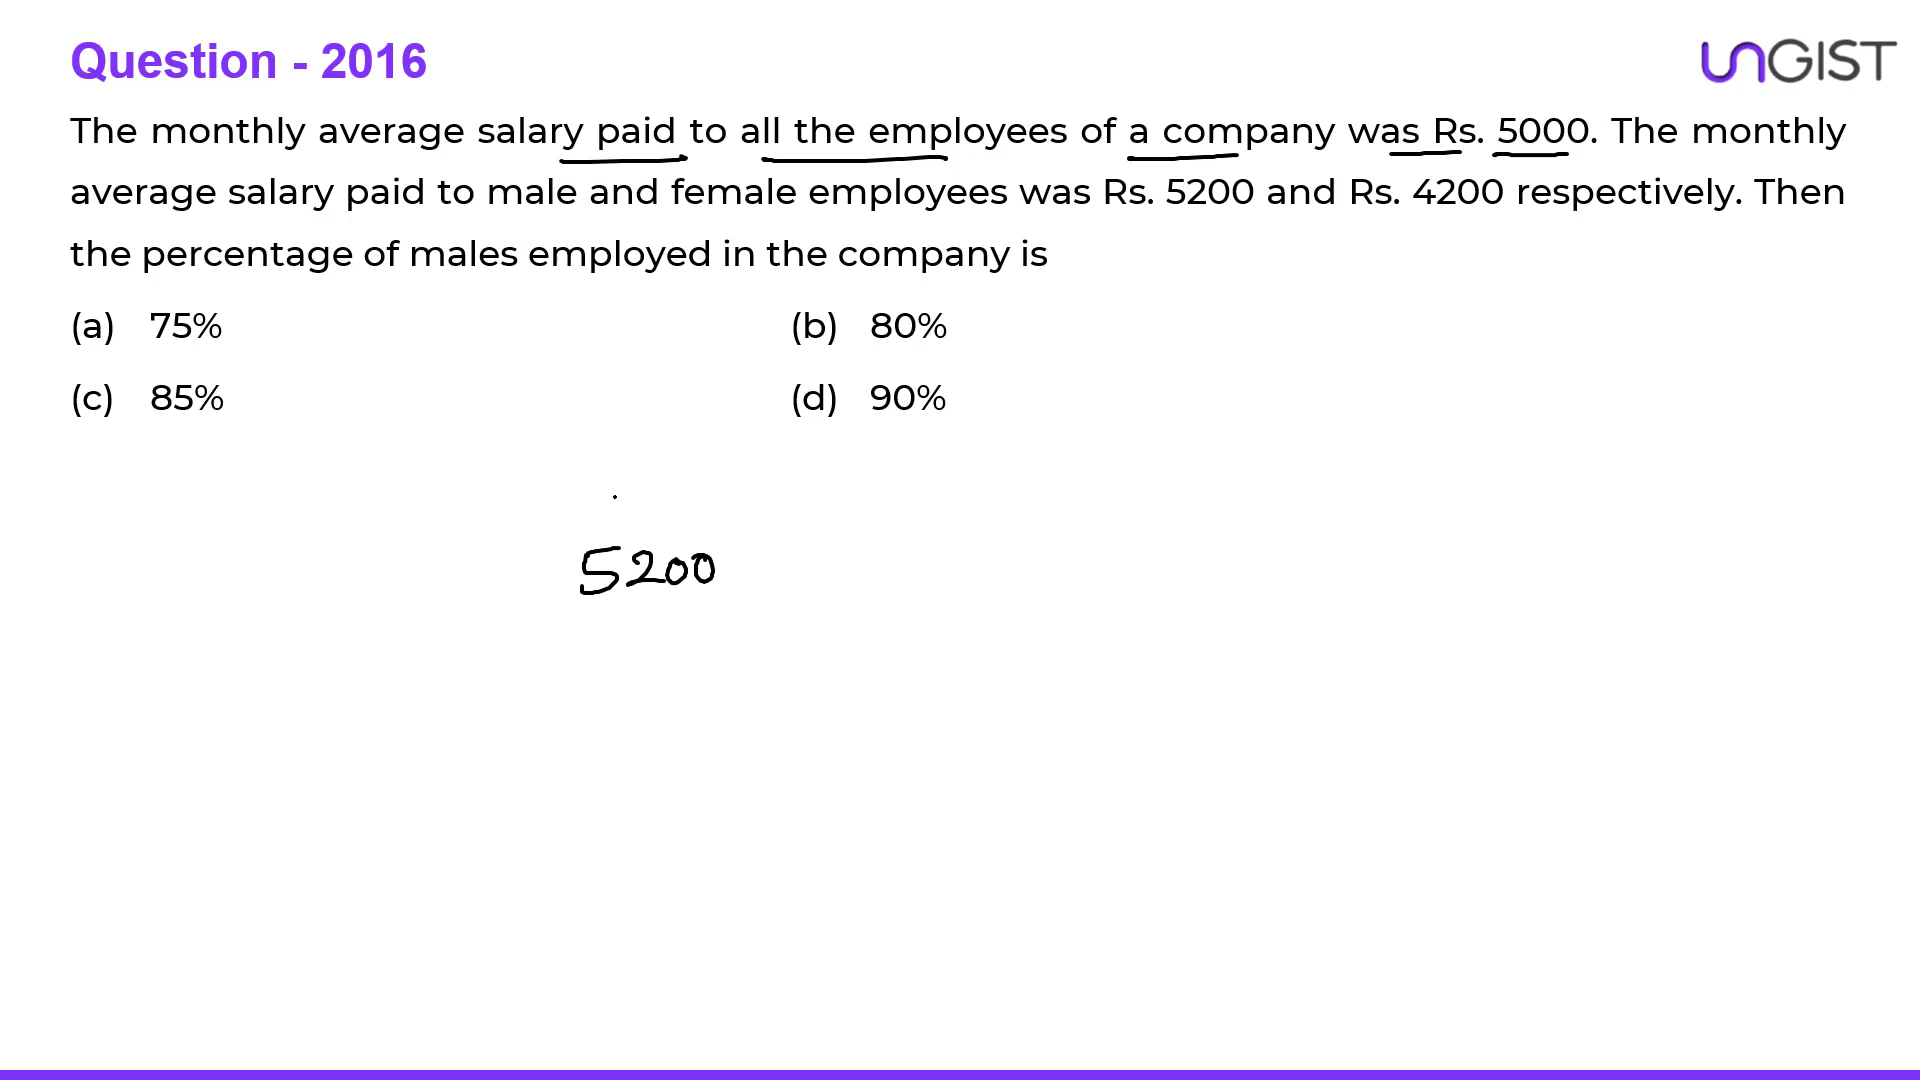 Question - 2016
UNGIST
The monthly average salary paid to all the employees of a company was Rs. 5000. The monthly
average salary paid to male and female employees was Rs. 5200 and Rs. 4200 respectively. Then
the percentage of males employed in the company is
(a) 75% (b) 80%
(c) 85% (d) 90%
5200